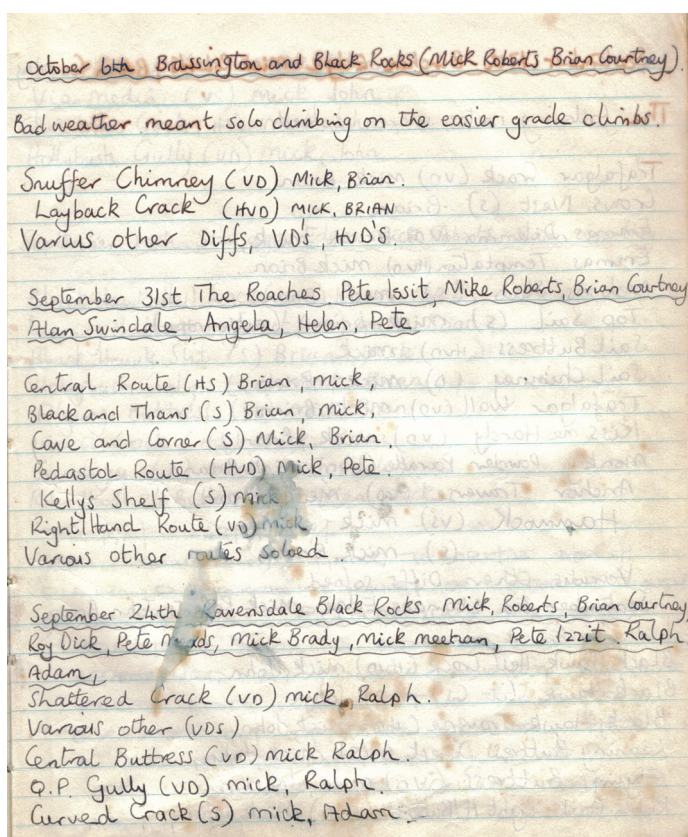 October 6th Brassington and Black Rocks (Mick Roberts-Brian Courtney).
Bad weather meant solo climbing on the easier grade climbs.
Snuffer Chimney (VD) Mick, Brian.
Layback Crack (HVD) MICK, BRIAN
Varius other Diffs, VD's, HVD'S.
September 31st The Roaches. Pete Issit, Mike Roberts, Brian Courtney
Alan Swindale, Angela, Helen, Pete
Central Route (HS) Brian, mick,
Black and Thans (S) Brian, mick,
Cave and Corner (S) Mick, Brian.
Pedastol Route (HVD) Mick, Pete.
Kellys Shelf (S) mick
Right Hand Route (VD) mick
Various other routes soloed.
September 24th Ravensdale Black Rocks Mick, Roberts, Brian Courtney,
Roy Dick, Pete Meads, Mick Brady, Mick meehan, Pete Izzit. Ralph
Adam,
Shattered Crack (VD) mick, Ralph.
Various other (VDs)
Central Buttress (VD) mick Ralph.
Q.P. Gully (VD) mick, Ralph.
Curved Crack (S) mick, Adam.